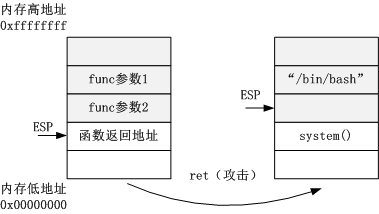 内存高地址
0xffffffff
func参数1
func参数2
ESP
函数返回地址
“/bin/bash”
ESP
system()
ret（攻击）
内存低地址
0x00000000